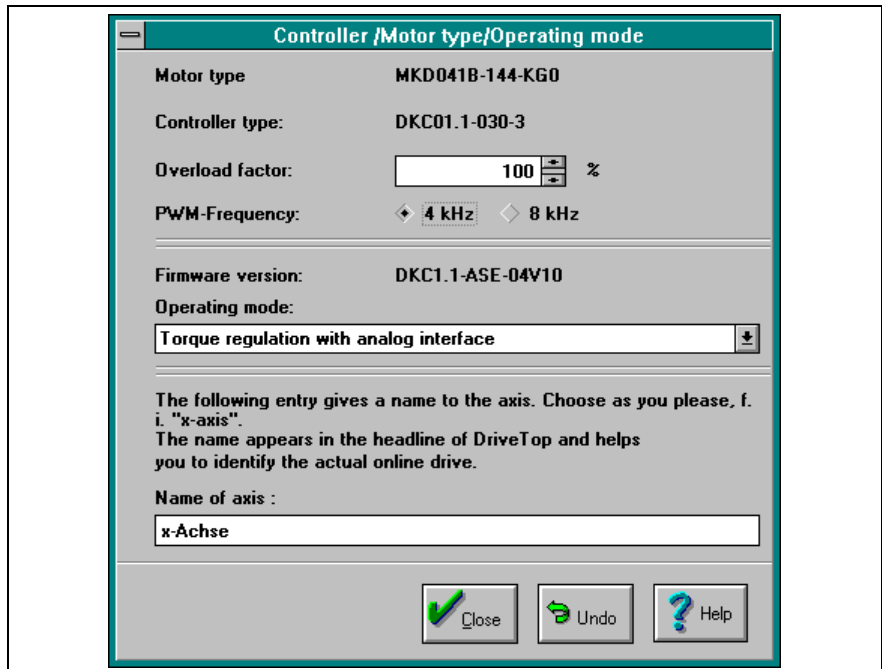 Controller /Motor type/Operating mode
Motor type MKD041B-144-KG0
Controller type: DKC01.1-030-3
Overload factor: 100 %
PWM-Frequency: 4 kHz 8 kHz
Firmware version: DKC1.1-ASE-04V10
Operating mode:
Torque regulation with analog interface
The following entry gives a name to the axis. Choose as you please, f.
i. "x-axis".
The name appears in the headline of DriveTop and helps
you to identify the actual online drive.
Name of axis :
x-Achse
Close Undo Help